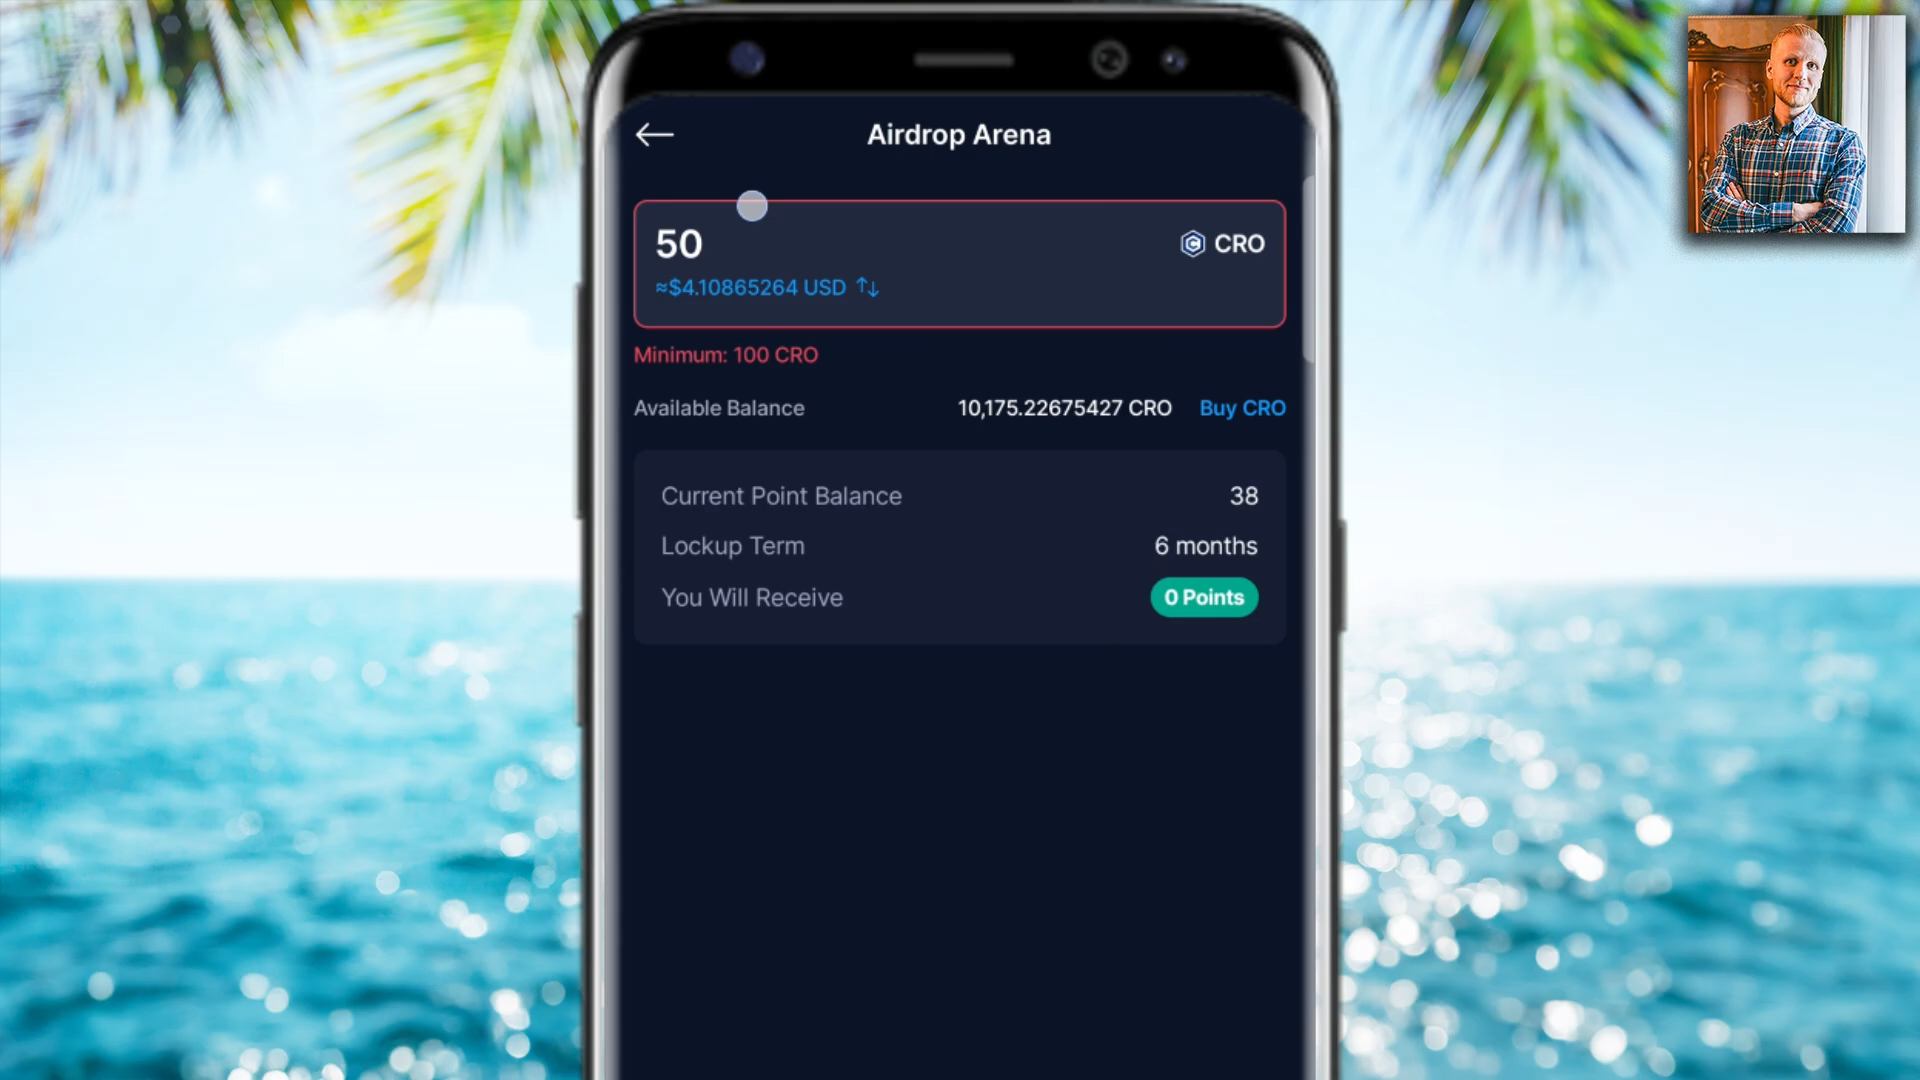 Airdrop Arena
50
CRO
≈$4.10865264 USD
Minimum: 100 CRO
Available Balance 10,175.22675427 CRO Buy CRO
Current Point Balance 38
Lockup Term 6 months
You Will Receive 0 Points